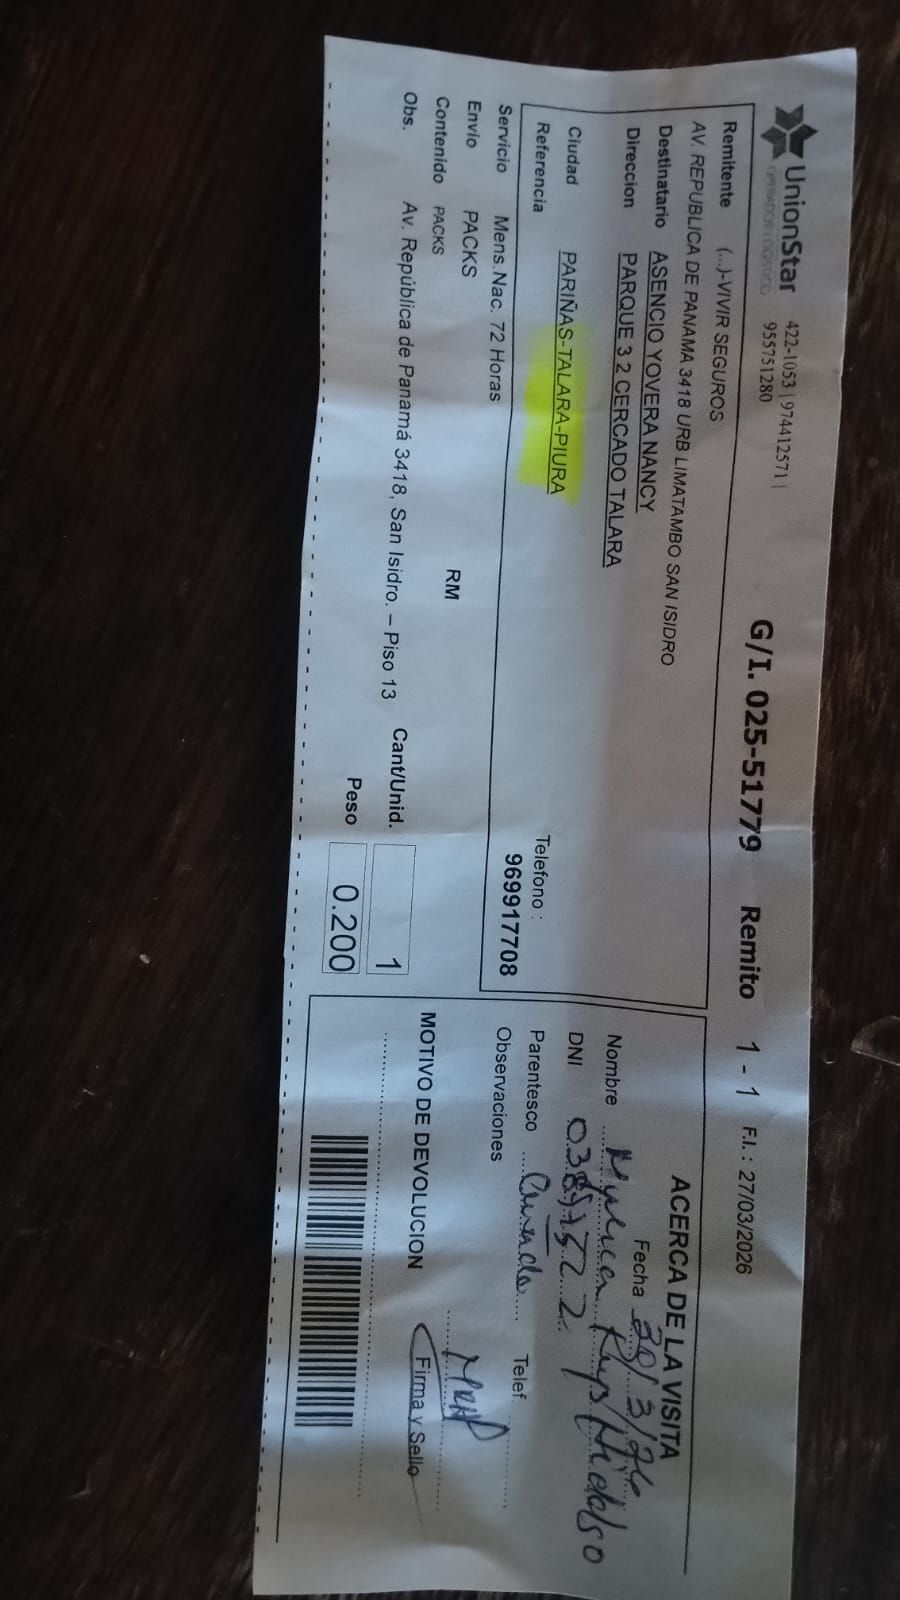 UnionStar
OPERADOR LOGISTICO
422-1053 | 974412571 |
955751280
G/I. 025-51779 Remito 1 - 1 F.I.: 27/03/2026
Remitente (...)-VIVIR SEGUROS
AV. REPUBLICA DE PANAMA 3418 URB LIMATAMBO SAN ISIDRO
Destinatario ASENCIO YOVERA NANCY
Direccion PARQUE 3 2 CERCADO TALARA
Ciudad PARIÑAS-TALARA-PIURA
Referencia
Telefono :
969917708
Servicio Mens.Nac. 72 Horas
Envio PACKS
Contenido PACKS
RM
Obs. Av. República de Panamá 3418, San Isidro. – Piso 13
Cant/Unid. 1
Peso 0.200
ACERCA DE LA VISITA
Fecha 30/3/26
Nombre Hidalso
DNI
Parentesco
Telef
Observaciones
MOTIVO DE DEVOLUCION
Firma y Sello